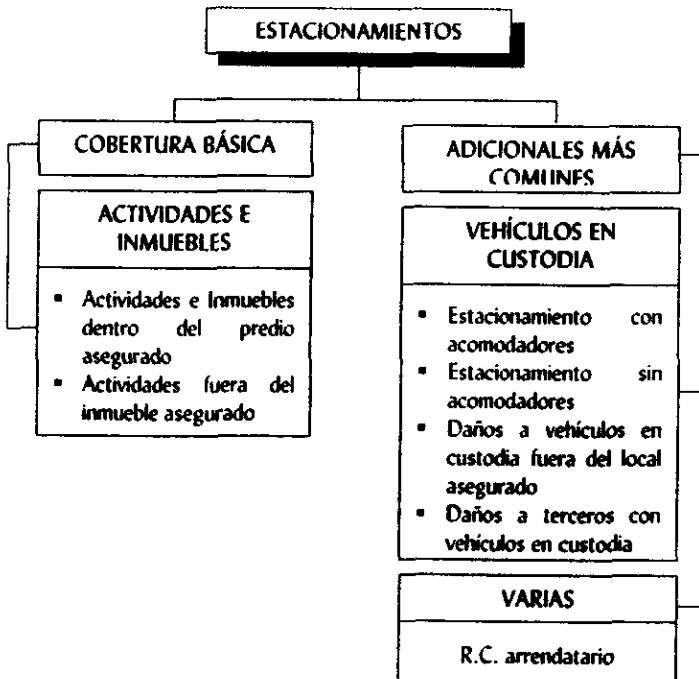 ESTACIONAMIENTOS
COBERTURA BÁSICA
ACTIVIDADES E
INMUEBLES
▪ Actividades e Inmuebles
dentro del predio
asegurado
▪ Actividades fuera del
inmueble asegurado
ADICIONALES MÁS
COMUNES
VEHÍCULOS EN
CUSTODIA
▪ Estacionamiento con
acomodadores
▪ Estacionamiento sin
acomodadores
▪ Daños a vehículos en
custodia fuera del local
asegurado
▪ Daños a terceros con
vehículos en custodia
VARIAS
R.C. arrendatario